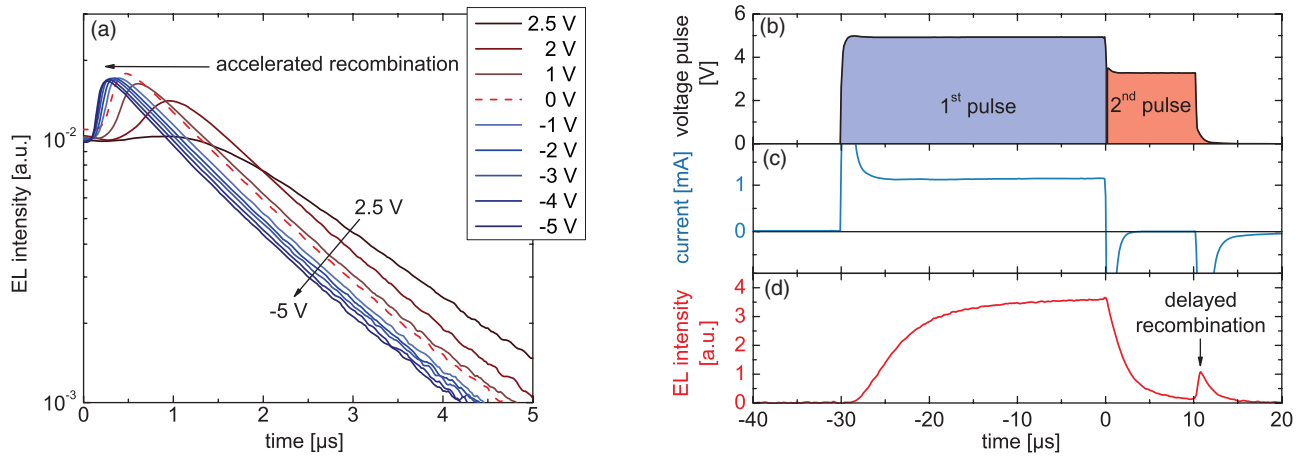 (a)
accelerated recombination
2.5 V
2 V
1 V
0 V
-1 V
-2 V
-3 V
-4 V
-5 V
2.5 V
-5 V
10-2
10-3
EL intensity [a.u.]
0 1 2 3 4 5
time [µs]
(b)
voltage pulse
[V]
6
4
2
0
1st pulse
2nd pulse
(c)
current [mA]
1
0
(d)
EL intensity
[a.u.]
4
3
2
1
0
delayed
recombination
-40 -30 -20 -10 0 10 20
time [µs]